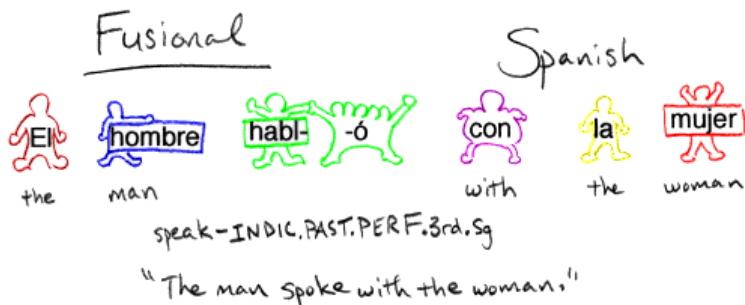 Fusional Spanish
El hombre habl- -ó con la mujer
the man with the woman
speak-INDIC.PAST.PERF.3rd.Sg
"The man spoke with the woman."